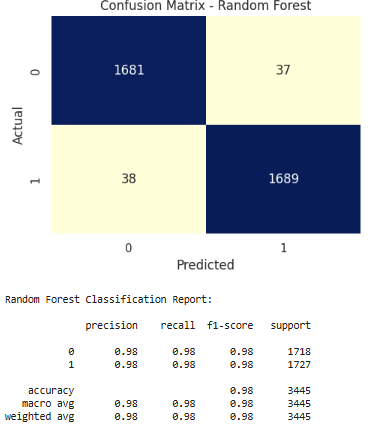 Confusion Matrix - Random Forest
Actual
0
1681
37
1
38
1689
0
1
Predicted
Random Forest Classification Report:
precision recall f1-score support
0 0.98 0.98 0.98 1718
1 0.98 0.98 0.98 1727
accuracy 0.98 3445
macro avg 0.98 0.98 0.98 3445
weighted avg 0.98 0.98 0.98 3445